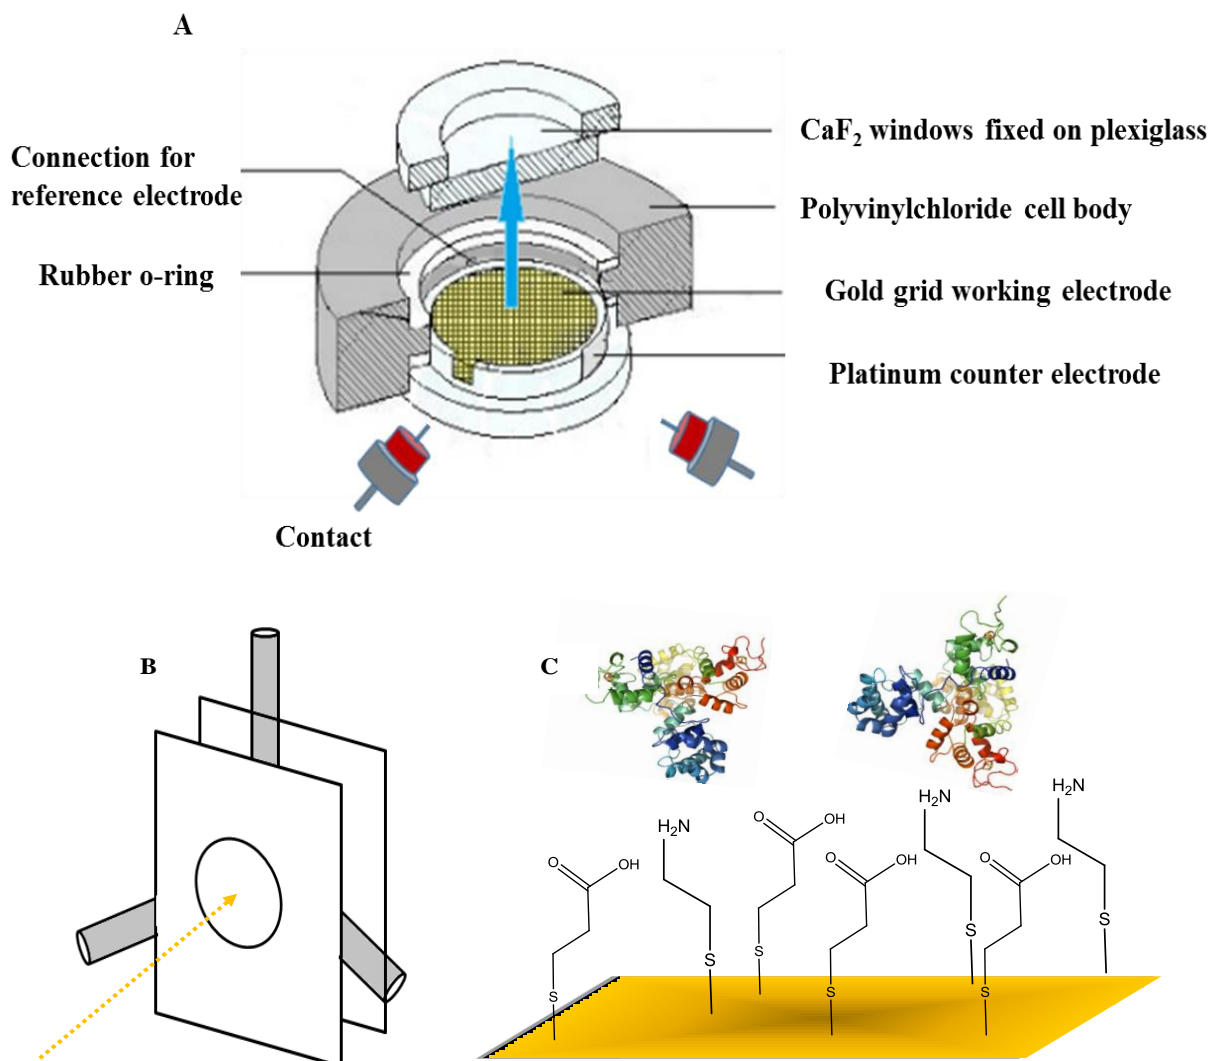 A
Connection for
reference electrode
Rubber o-ring
CaF₂ windows fixed on plexiglass
Polyvinylchloride cell body
Gold grid working electrode
Platinum counter electrode
Contact
B
C
H₂N
O
OH
S
H₂N
S
O
OH
S
O
OH
S
H₂N
S
O
OH
S
H₂N
S